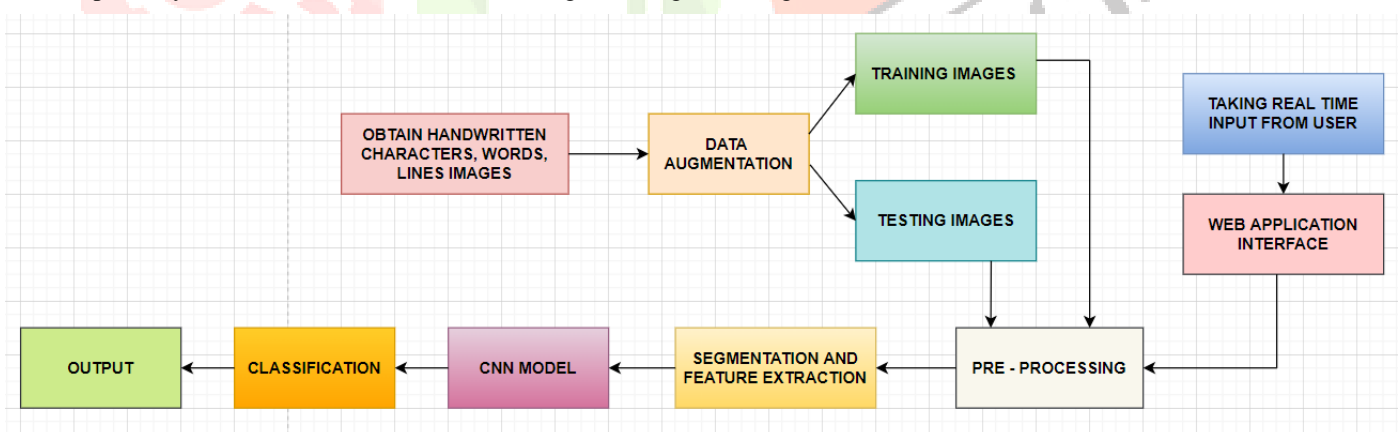 TRAINING IMAGES
TAKING REAL TIME
INPUT FROM USER
OBTAIN HANDWRITTEN
CHARACTERS, WORDS,
LINES IMAGES
DATA
AUGMENTATION
TESTING IMAGES
WEB APPLICATION
INTERFACE
OUTPUT
CLASSIFICATION
CNN MODEL
SEGMENTATION AND
FEATURE EXTRACTION
PRE - PROCESSING